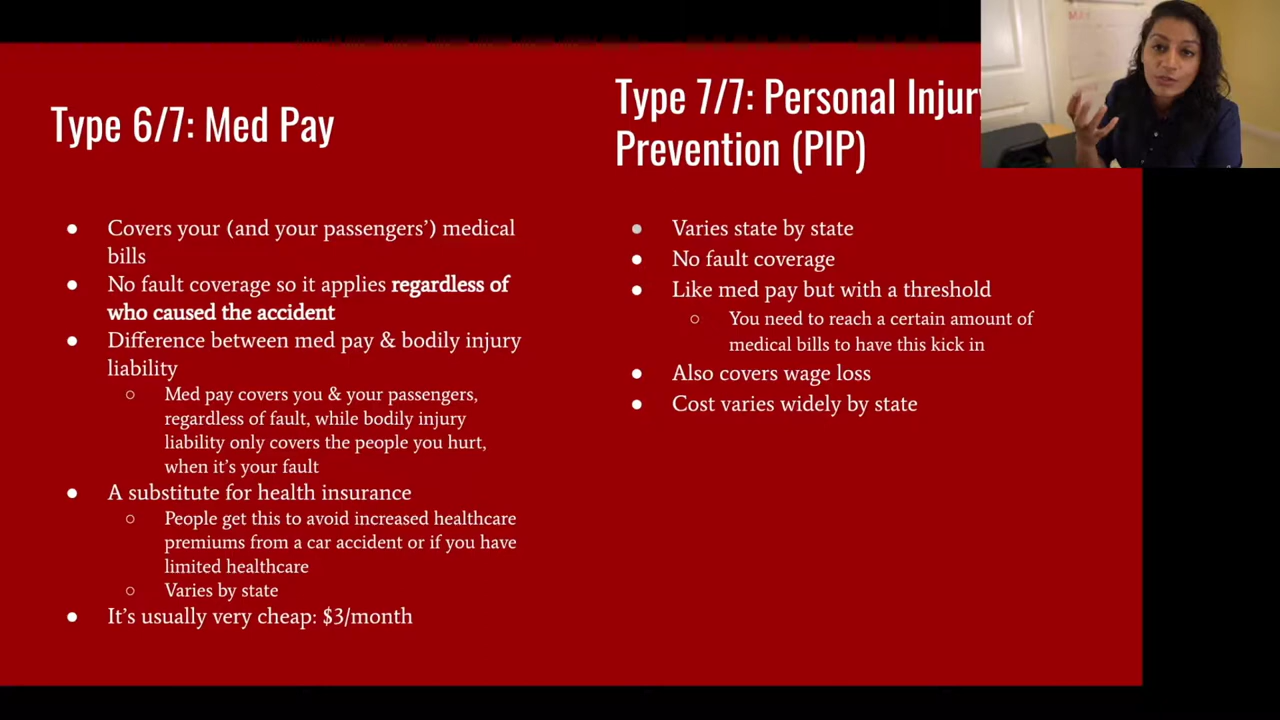 Type 6/7: Med Pay
Covers your (and your passengers’) medical
bills
No fault coverage so it applies regardless of
who caused the accident
Difference between med pay & bodily injury
liability
Med pay covers you & your passengers,
regardless of fault, while bodily injury
liability only covers the people you hurt,
when it’s your fault
A substitute for health insurance
People get this to avoid increased healthcare
premiums from a car accident or if you have
limited healthcare
Varies by state
It’s usually very cheap: $3/month
Type 7/7: Personal Injury
Prevention (PIP)
Varies state by state
No fault coverage
Like med pay but with a threshold
You need to reach a certain amount of
medical bills to have this kick in
Also covers wage loss
Cost varies widely by state